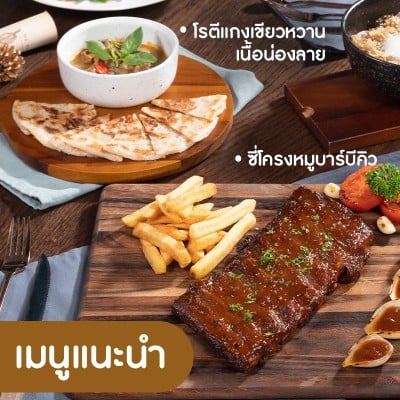 • โรตีแกงเขียวหวาน
เนื้อน่องลาย
• ซี่โครงหมูบาร์บีคิว
เมนูแนะนำ